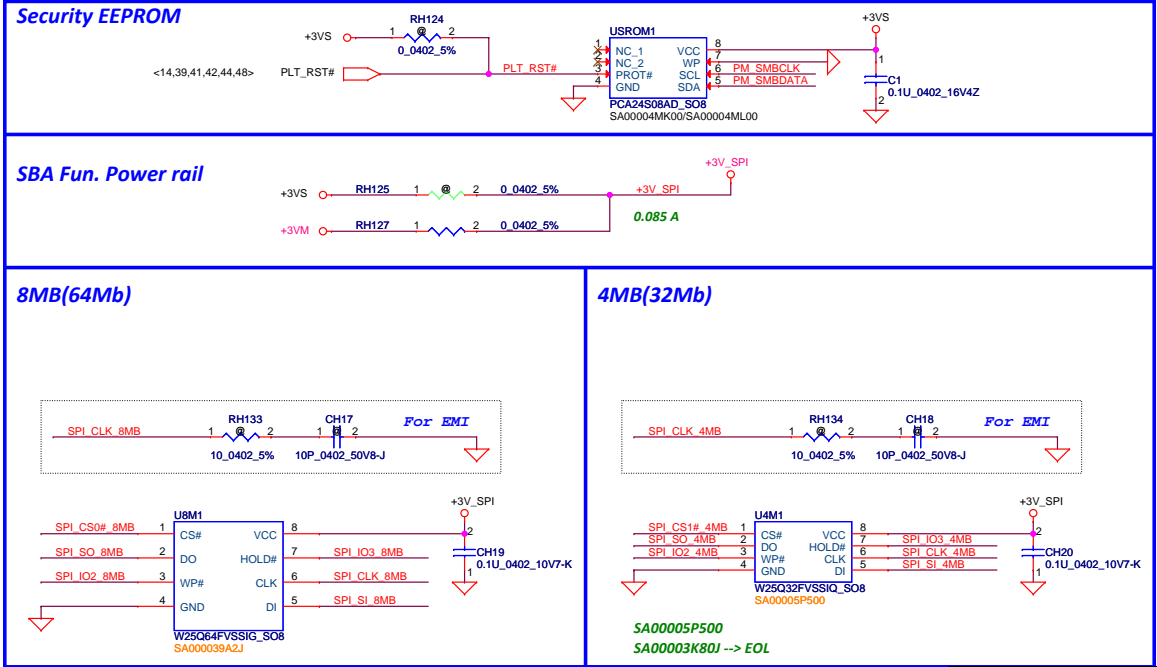 Security EEPROM
RH124
+3VS 1 @ 2
0_0402_5%
<14,39,41,42,44,48> PLT_RST# PLT_RST#
USROM1
1 NC_1 VCC 8
2 NC_2 WP 7
3 PROT# SCL 6 PM_SMBCLK
4 GND SDA 5 PM_SMBDATA
PCA24S08AD_SO8
SA00004MK00/SA00004ML00
+3VS
1
C1
0.1U_0402_16V4Z
2
SBA Fun. Power rail
+3V_SPI
+3VS RH125 1 @ 2 0_0402_5% +3V_SPI
0.085 A
+3VM RH127 1 2 0_0402_5%
8MB(64Mb)
RH133 CH17 For EMI
SPI_CLK_8MB 1 @ 2 1 @ 2
10_0402_5% 10P_0402_50V8-J
+3V_SPI
U8M1
SPI_CS0#_8MB 1 CS# VCC 8
SPI_SO_8MB 2 DO HOLD# 7 SPI_IO3_8MB
SPI_IO2_8MB 3 WP# CLK 6 SPI_CLK_8MB
4 GND DI 5 SPI_SI_8MB
W25Q64FVSSIG_SO8
SA000039A2J
2
CH19
0.1U_0402_10V7-K
1
4MB(32Mb)
RH134 CH18 For EMI
SPI_CLK_4MB 1 @ 2 1 @ 2
10_0402_5% 10P_0402_50V8-J
+3V_SPI
U4M1
SPI_CS1#_4MB 1 CS# VCC 8
SPI_SO_4MB 2 DO HOLD# 7 SPI_IO3_4MB
SPI_IO2_4MB 3 WP# CLK 6 SPI_CLK_4MB
4 GND DI 5 SPI_SI_4MB
W25Q32FVSSIQ_SO8
SA00005P500
2
CH20
0.1U_0402_10V7-K
1
SA00005P500
SA00003K80J --> EOL